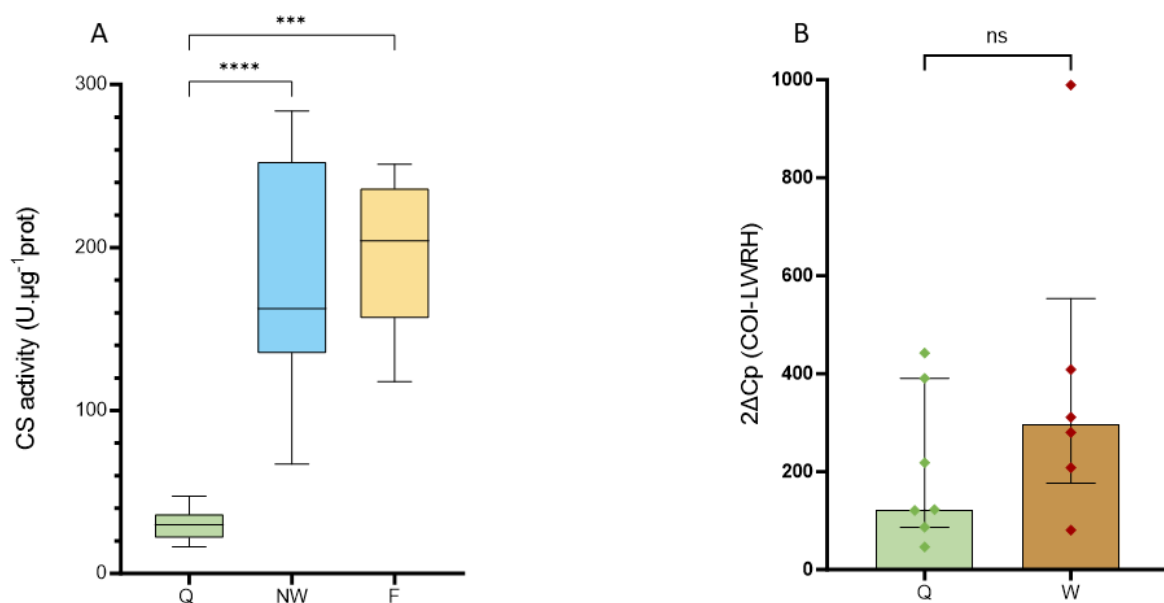 A
***
****
300
200
100
0
CS activity (U.µg⁻¹prot)
Q NW F
B
ns
1000
800
600
400
200
0
2ΔCp (COI-LWRH)
Q W